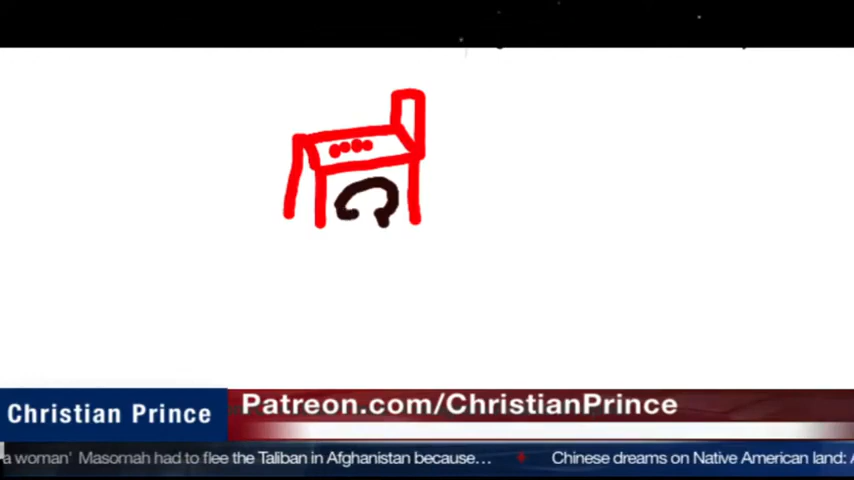 Patreon.com/ChristianPrince
Christian Prince
a woman' Masomah had to flee the Taliban in Afghanistan because... Chinese dreams on Native American land: